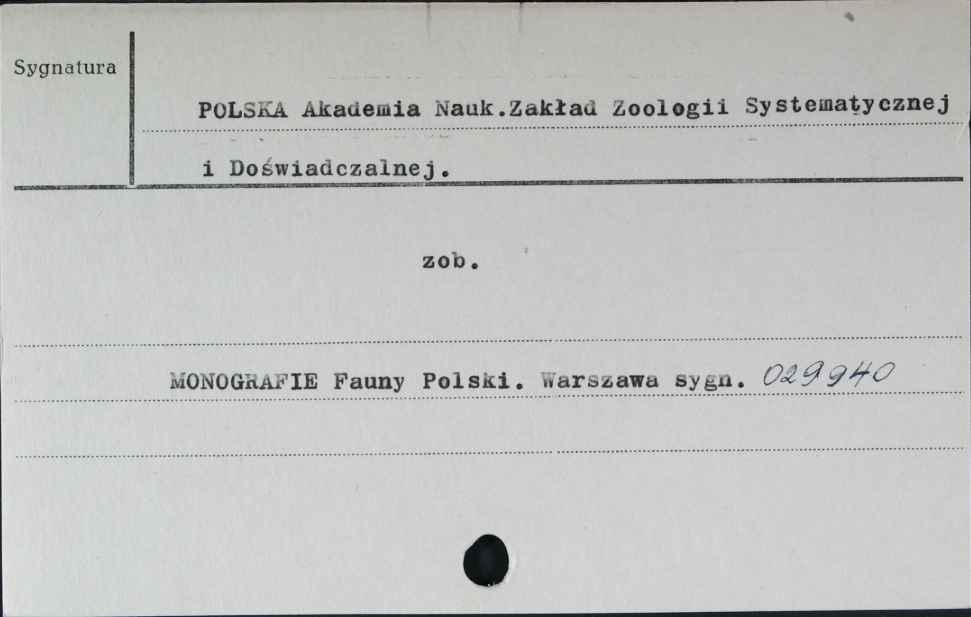 Sygnatura
POLSKA Akademia Nauk.Zakład Zoologii Systematycznej
i Doświadczalnej.
zob.
MONOGRAFIE Fauny Polski. Warszawa sygn. 029940